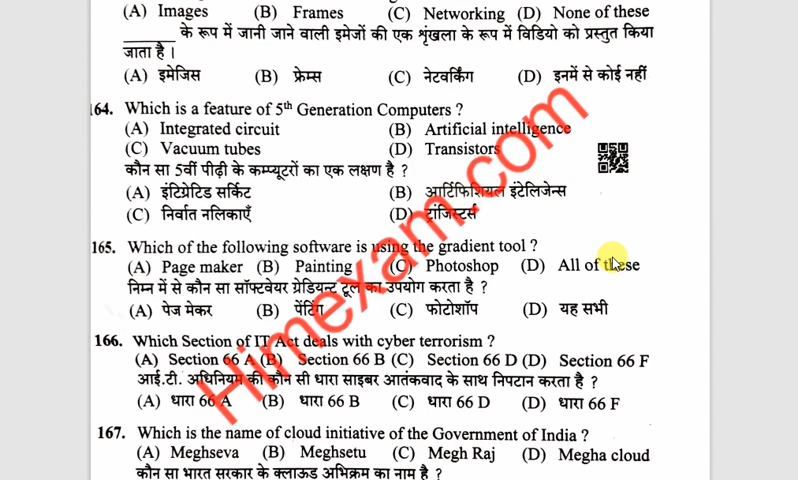 (A) Images (B) Frames (C) Networking (D) None of these
________ के रूप में जानी जाने वाली इमेजों की एक शृंखला के रूप में विडियो को प्रस्तुत किया
जाता है ।
(A) इमेजिस (B) फ्रेम्स (C) नेटवर्किंग (D) इनमें से कोई नहीं
164. Which is a feature of 5th Generation Computers ?
(A) Integrated circuit (B) Artificial intelligence
(C) Vacuum tubes (D) Transistors
कौन सा 5वीं पीढ़ी के कम्प्यूटरों का एक लक्षण है ?
(A) इंटिग्रेटिड सर्किट (B) आर्टिफिशियल इंटेलिजेन्स
(C) निर्वात नलिकाएँ (D) ट्रांजिस्टर्स
165. Which of the following software is using the gradient tool ?
(A) Page maker (B) Painting (C) Photoshop (D) All of these
निम्न में से कौन सा सॉफ्टवेयर ग्रेडियन्ट टूल का उपयोग करता है ?
(A) पेज मेकर (B) पेंटिंग (C) फोटोशॉप (D) यह सभी
166. Which Section of IT Act deals with cyber terrorism ?
(A) Section 66 A (B) Section 66 B (C) Section 66 D (D) Section 66 F
आई.टी. अधिनियम की कौन सी धारा साइबर आतंकवाद के साथ निपटान करता है ?
(A) धारा 66 A (B) धारा 66 B (C) धारा 66 D (D) धारा 66 F
167. Which is the name of cloud initiative of the Government of India ?
(A) Meghseva (B) Meghsetu (C) Megh Raj (D) Megha cloud
कौन सा भारत सरकार के क्लाऊड अभिक्रम का नाम है ?
Himexam.com